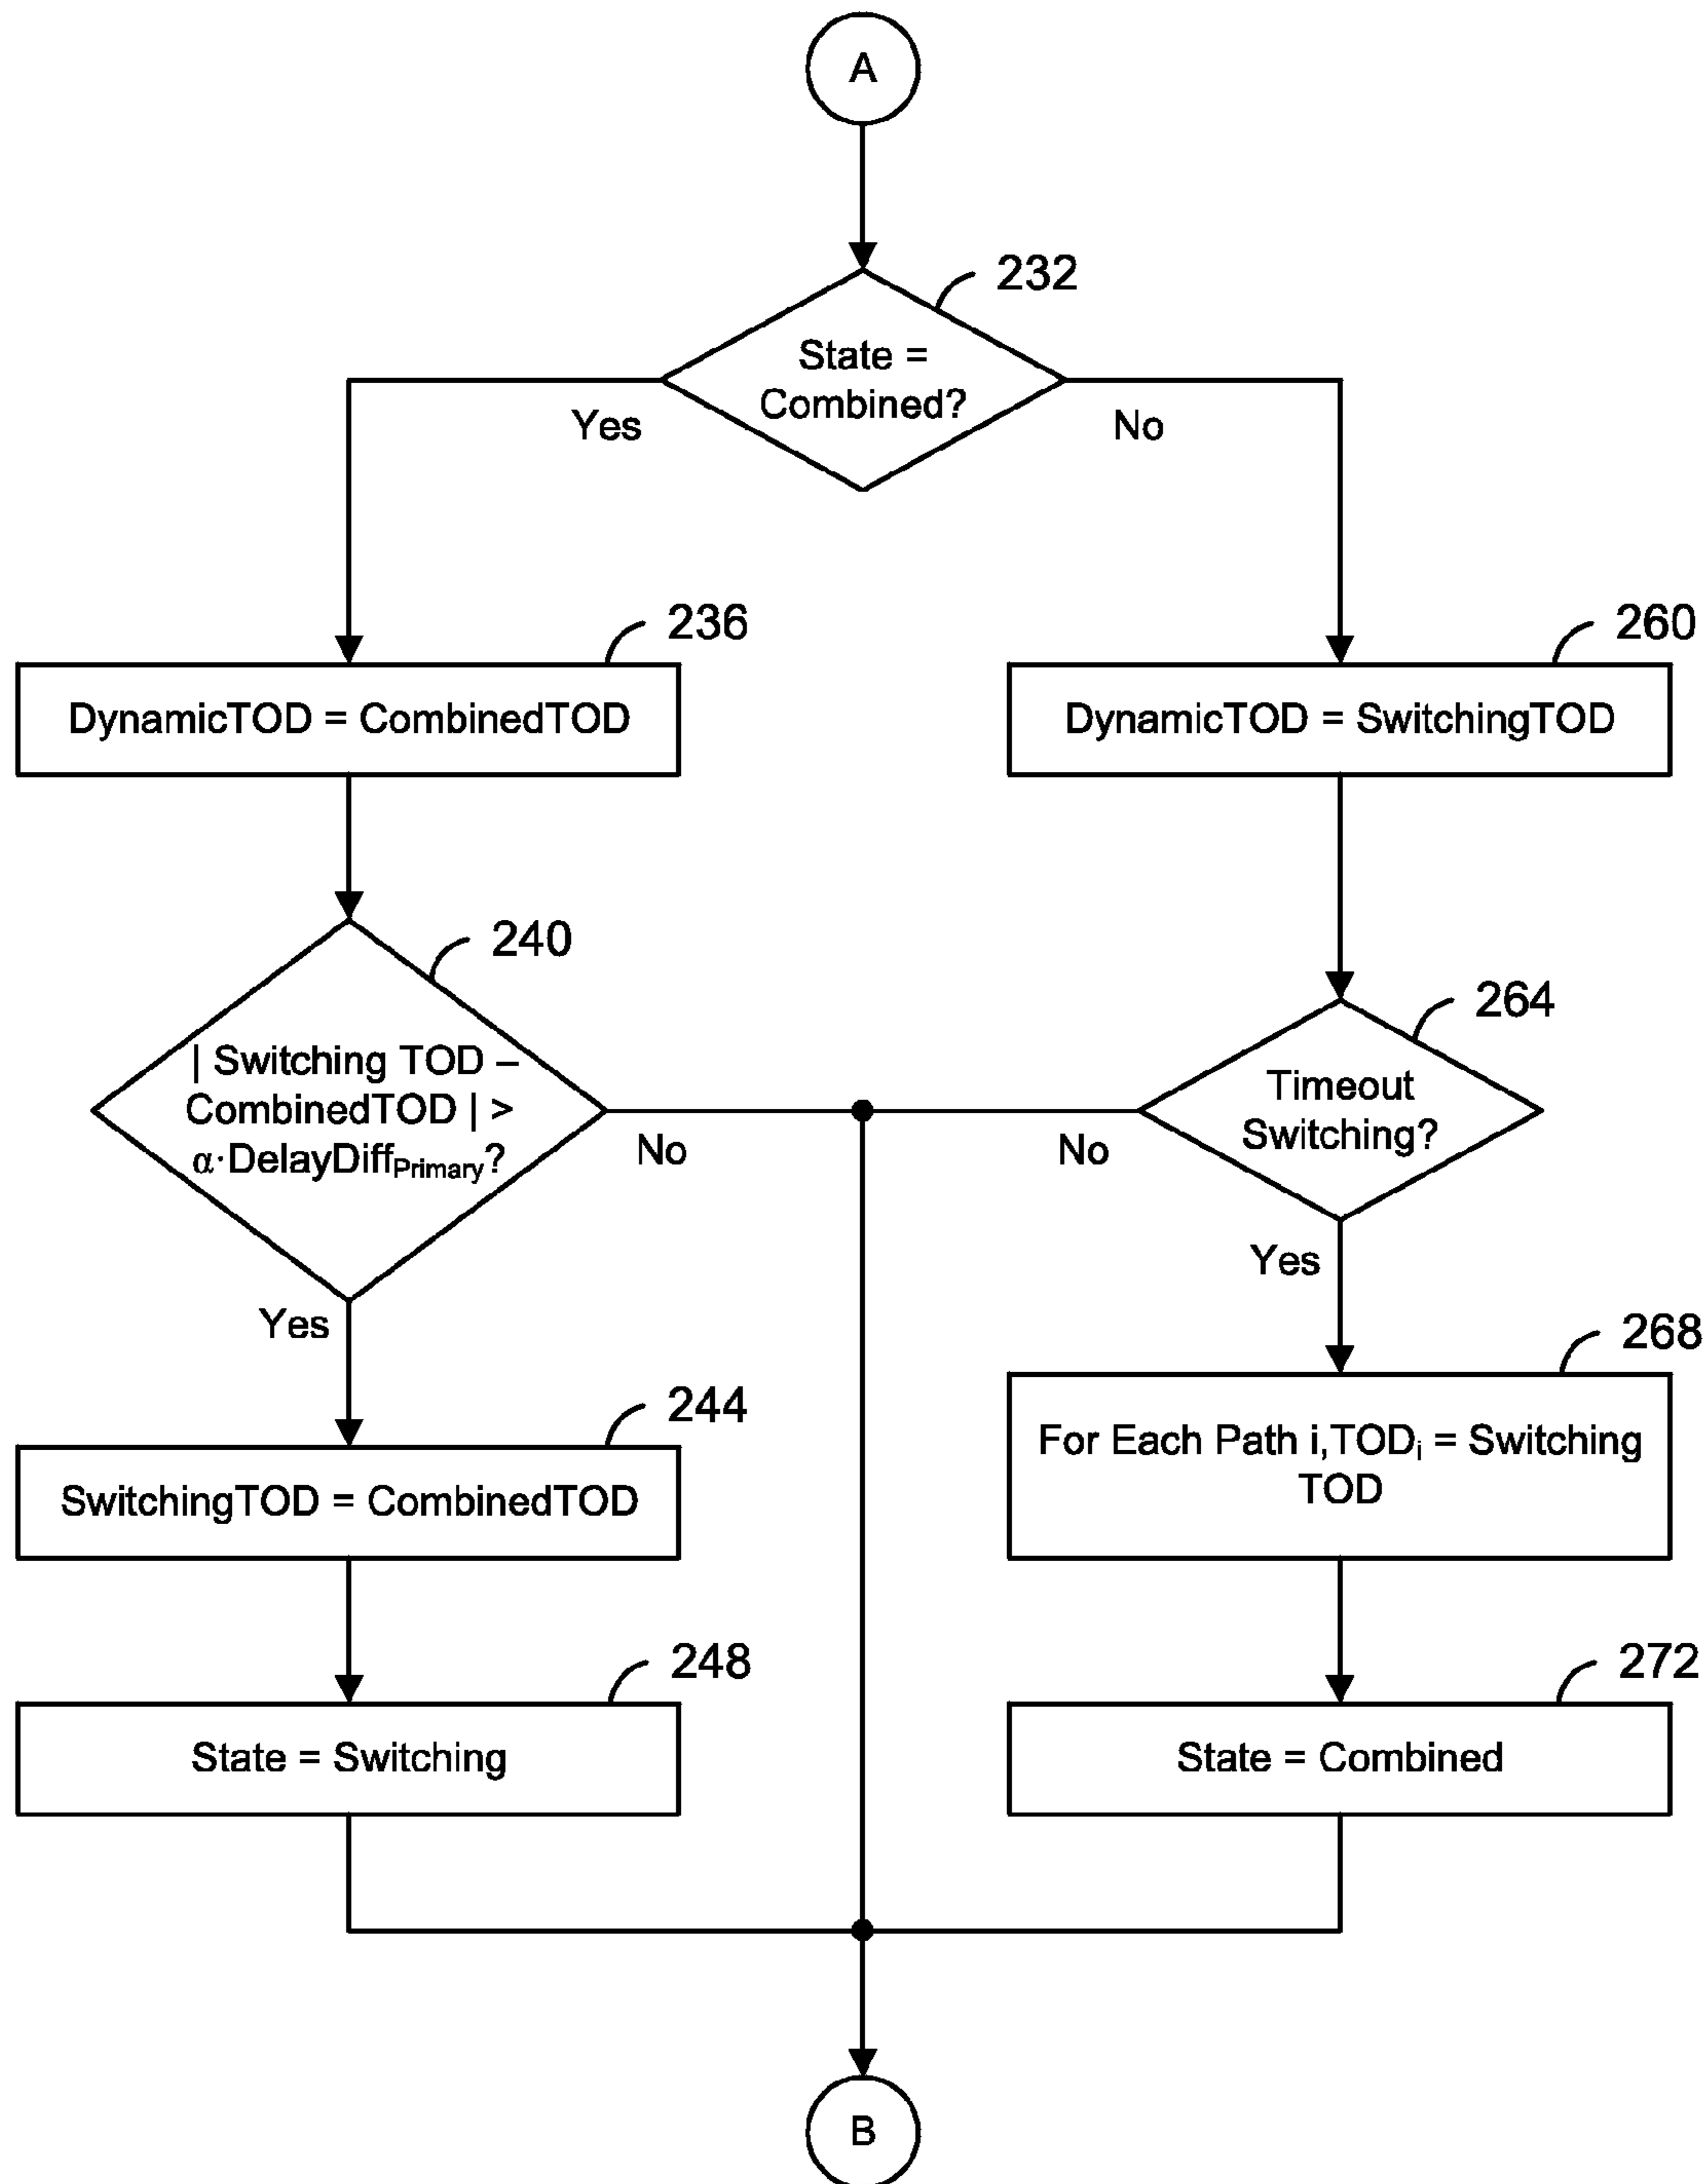 A
232
State =
Combined?
Yes
No
236
DynamicTOD = CombinedTOD
260
DynamicTOD = SwitchingTOD
240
| Switching TOD –
CombinedTOD | >
α·DelayDiffPrimary?
No
Yes
264
Timeout
Switching?
No
Yes
244
SwitchingTOD = CombinedTOD
268
For Each Path i,TODi = Switching
TOD
248
State = Switching
272
State = Combined
B